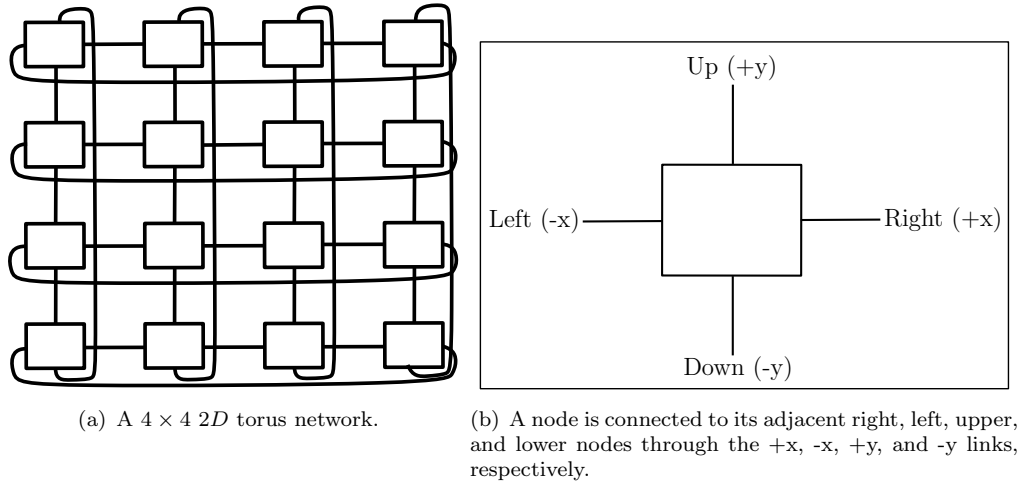 Up (+y)
Left (-x)
Right (+x)
Down (-y)
(a) A 4 × 4 2D torus network.
(b) A node is connected to its adjacent right, left, upper,
and lower nodes through the +x, -x, +y, and -y links,
respectively.